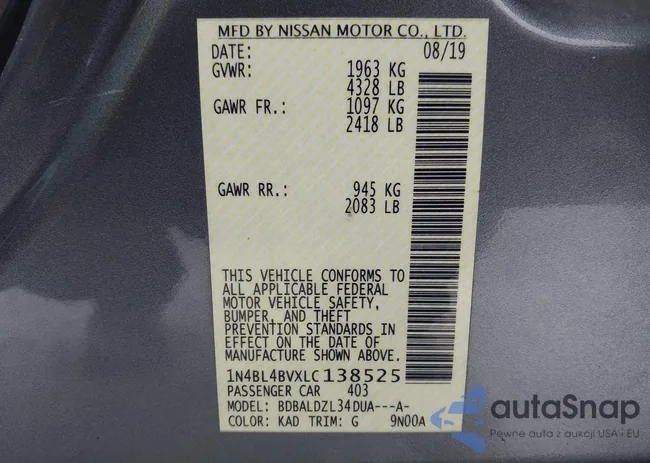 MFD BY NISSAN MOTOR CO., LTD.
DATE: 08/19
GVWR: 1963 KG
4328 LB
GAWR FR.: 1097 KG
2418 LB
GAWR RR.: 945 KG
2083 LB
THIS VEHICLE CONFORMS TO
ALL APPLICABLE FEDERAL
MOTOR VEHICLE SAFETY,
BUMPER, AND THEFT
PREVENTION STANDARDS IN
EFFECT ON THE DATE OF
MANUFACTURE SHOWN ABOVE.
1N4BL4BVXLC138525
PASSENGER CAR 403
MODEL: BDBALDZL34DUA---A-
COLOR: KAD TRIM: G 9N00A
autaSnap
Pewne auta z aukcji USA i EU